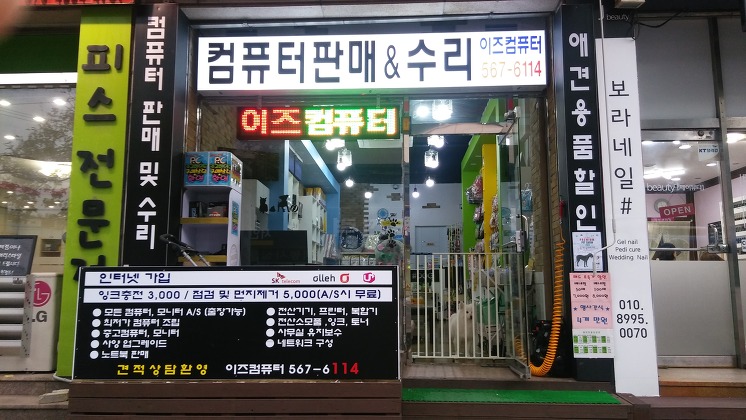 컴퓨터판매&수리
이즈컴퓨터
567-6114
이즈컴퓨터
피스 전문
컴퓨터 판매 및 수리
애견용품할인
보라네일#
Gel nail
Pedi cure
Wedding Nail
010.
8995.
0070
beauty
OPEN
LG
인터넷 가입
SK telecom
olleh
U
잉크충전 3,000 / 점검 및 먼지제거 5,000(A/S시 무료)
●모든 컴퓨터, 모니터 A/S (출장가능)
●최저가 컴퓨터 조립
●중고컴퓨터, 모니터
●사양 업그레이드
●노트북 판매
●전산기기, 프린터, 복합기
●전산소모품, 잉크, 토너
●사무실 유지보수
●네트워크 구성
견적상담환영 이즈컴퓨터 567-6114